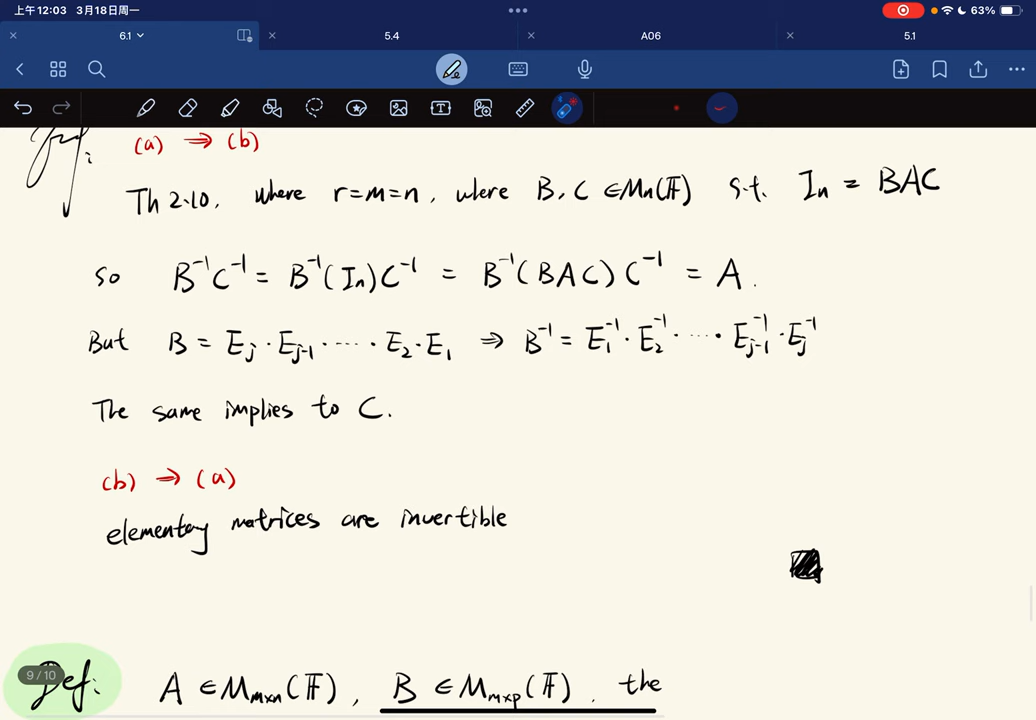 上午12:03 3月18日周一
63%
6.1
5.4
A06
5.1
(a) ⇒ (b)
Th 2.10, where r=m=n, where B, C ∈ Mn(𝔽) s.t. In = BAC
so B⁻¹C⁻¹ = B⁻¹(In)C⁻¹ = B⁻¹(BAC)C⁻¹ = A.
But B = Ej · Ej-1 · ···· · E2 · E1 ⇒ B⁻¹ = E1⁻¹ · E2⁻¹ · ···· · Ej-1⁻¹ · Ej⁻¹
The same implies to C.
(b) ⇒ (a)
elementary matrices are invertible
9/10
Def: A ∈ Mmxn(𝔽), B ∈ Mmxp(𝔽), the